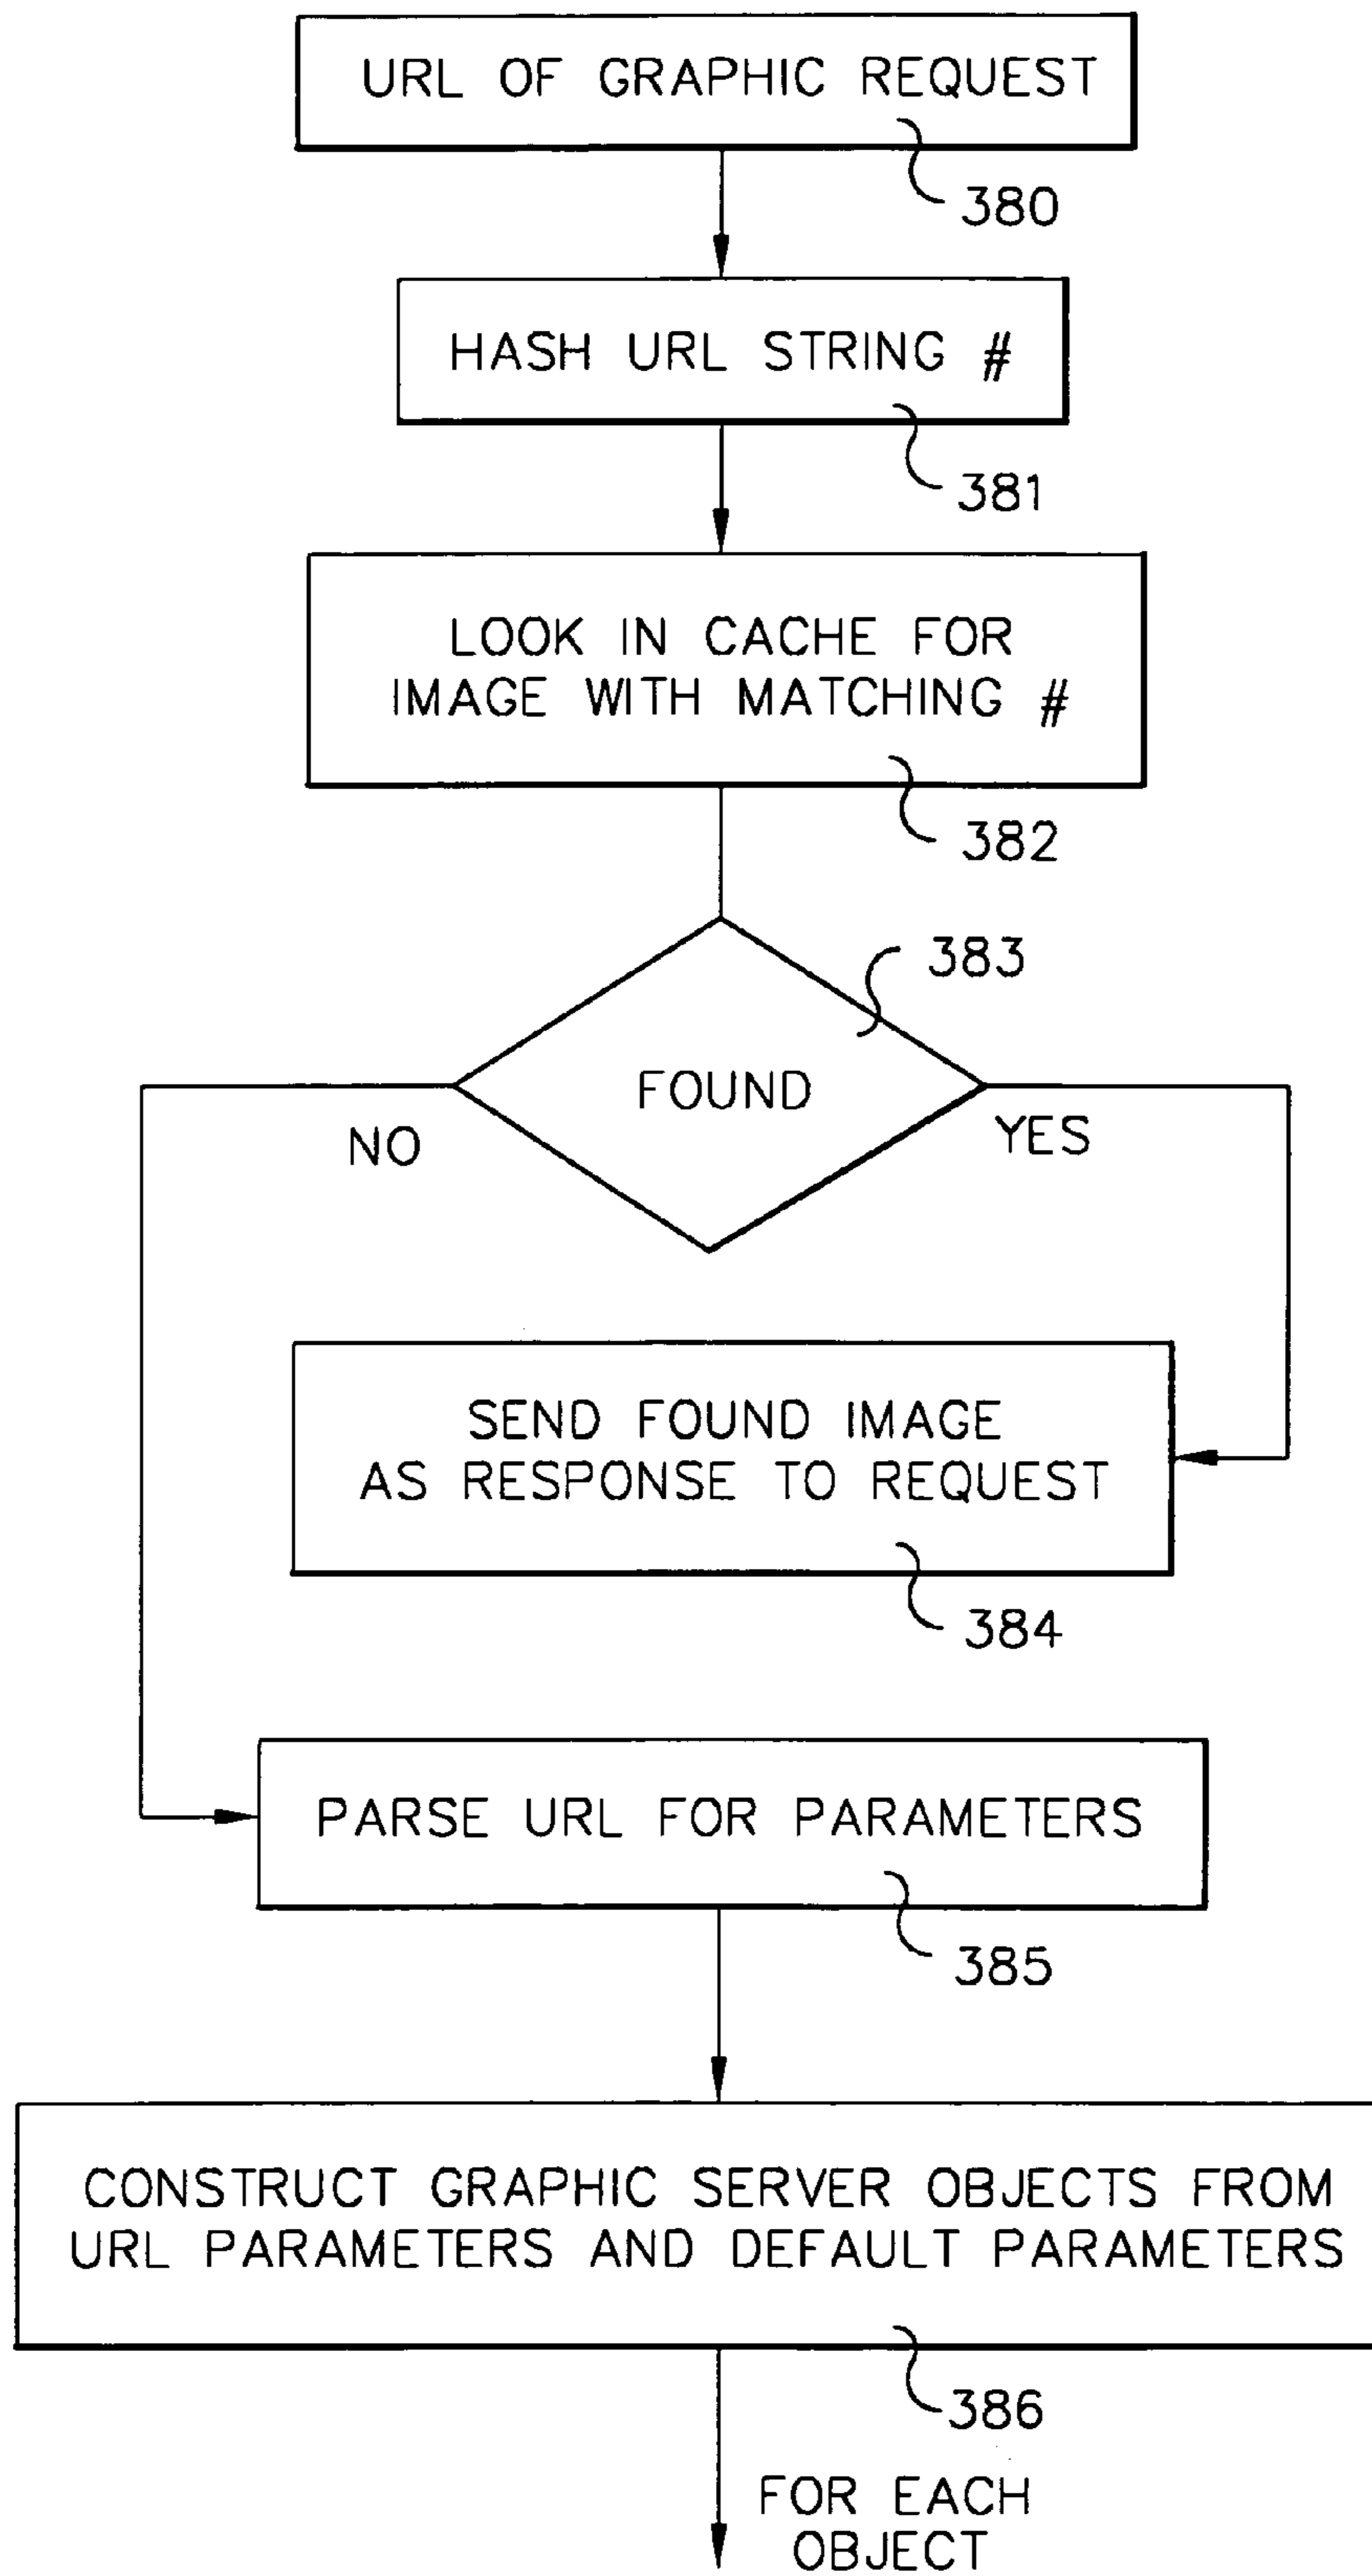 URL OF GRAPHIC REQUEST
380
HASH URL STRING #
381
LOOK IN CACHE FOR
IMAGE WITH MATCHING #
382
383
FOUND
NO
YES
SEND FOUND IMAGE
AS RESPONSE TO REQUEST
384
PARSE URL FOR PARAMETERS
385
CONSTRUCT GRAPHIC SERVER OBJECTS FROM
URL PARAMETERS AND DEFAULT PARAMETERS
386
FOR EACH
OBJECT